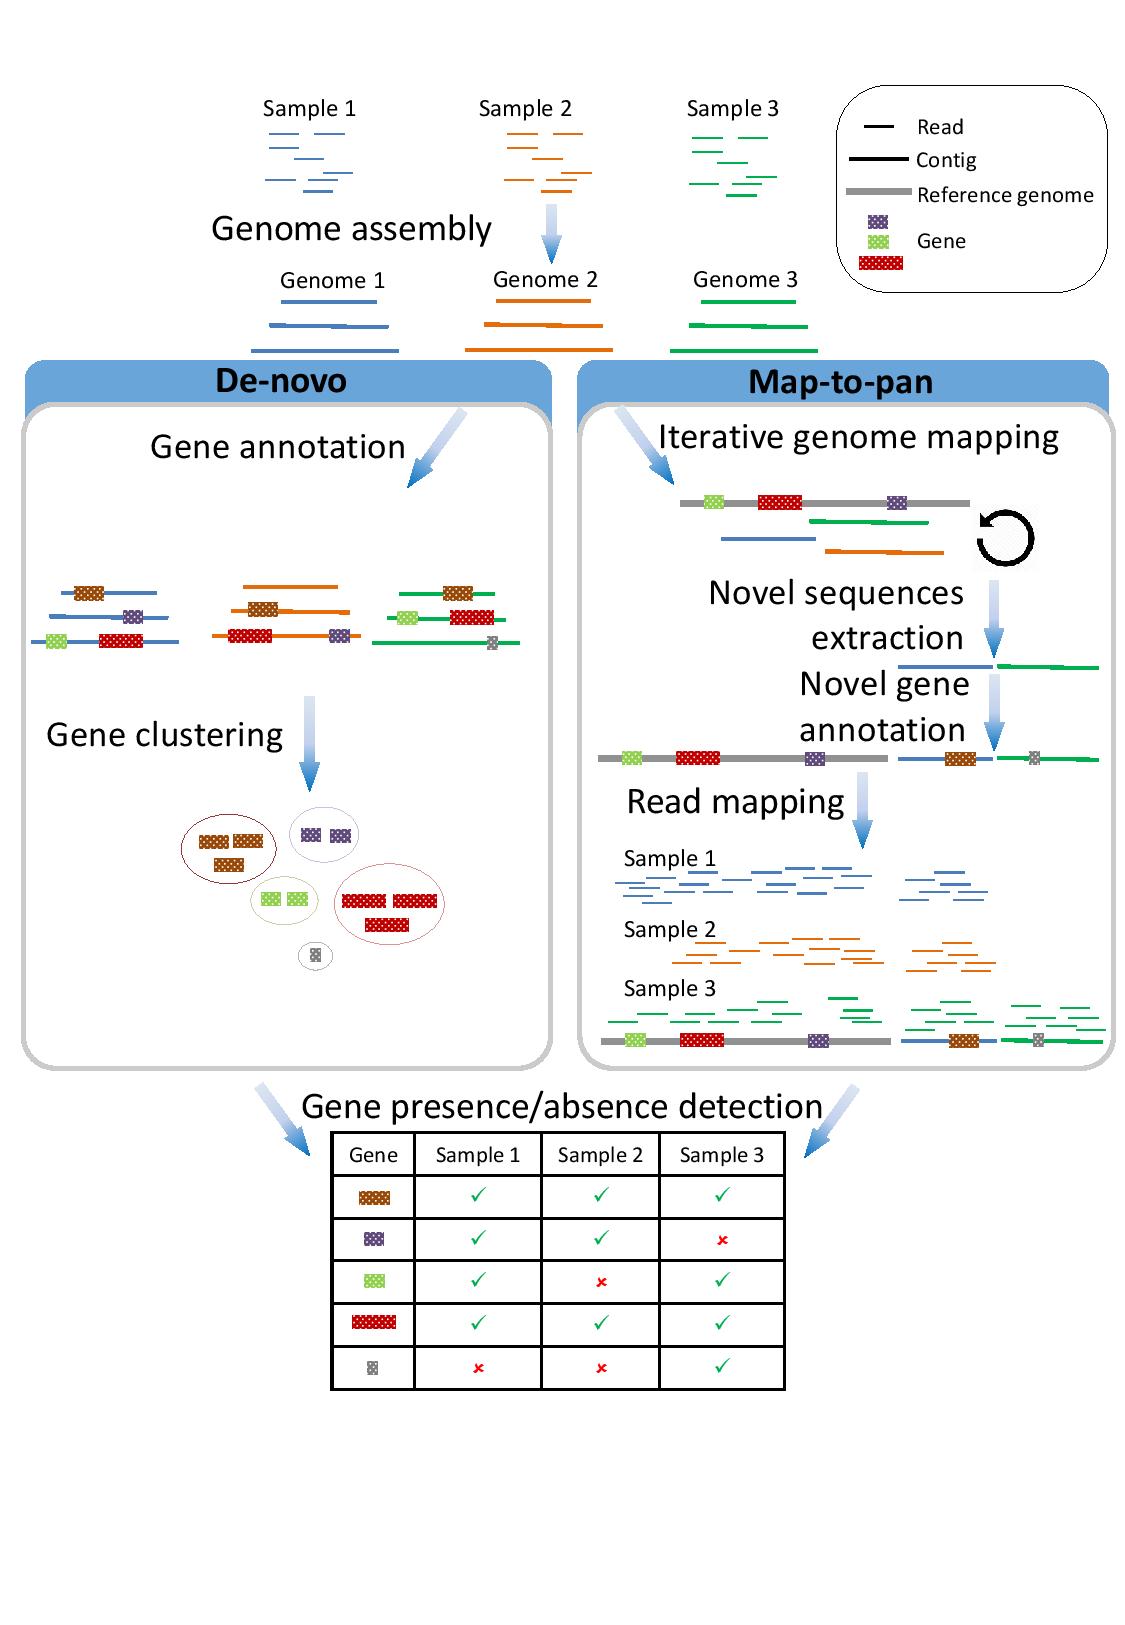 Sample 1
Sample 2
Sample 3
Read
Contig
Reference genome
Gene
Genome assembly
Genome 1
Genome 2
Genome 3
De-novo
Gene annotation
Gene clustering
Map-to-pan
Iterative genome mapping
Novel sequences
extraction
Novel gene
annotation
Read mapping
Sample 1
Sample 2
Sample 3
Gene presence/absence detection
Gene Sample 1 Sample 2 Sample 3
✓ ✓ ✓
✓ ✓ ✘
✓ ✘ ✓
✓ ✓ ✓
✘ ✘ ✓